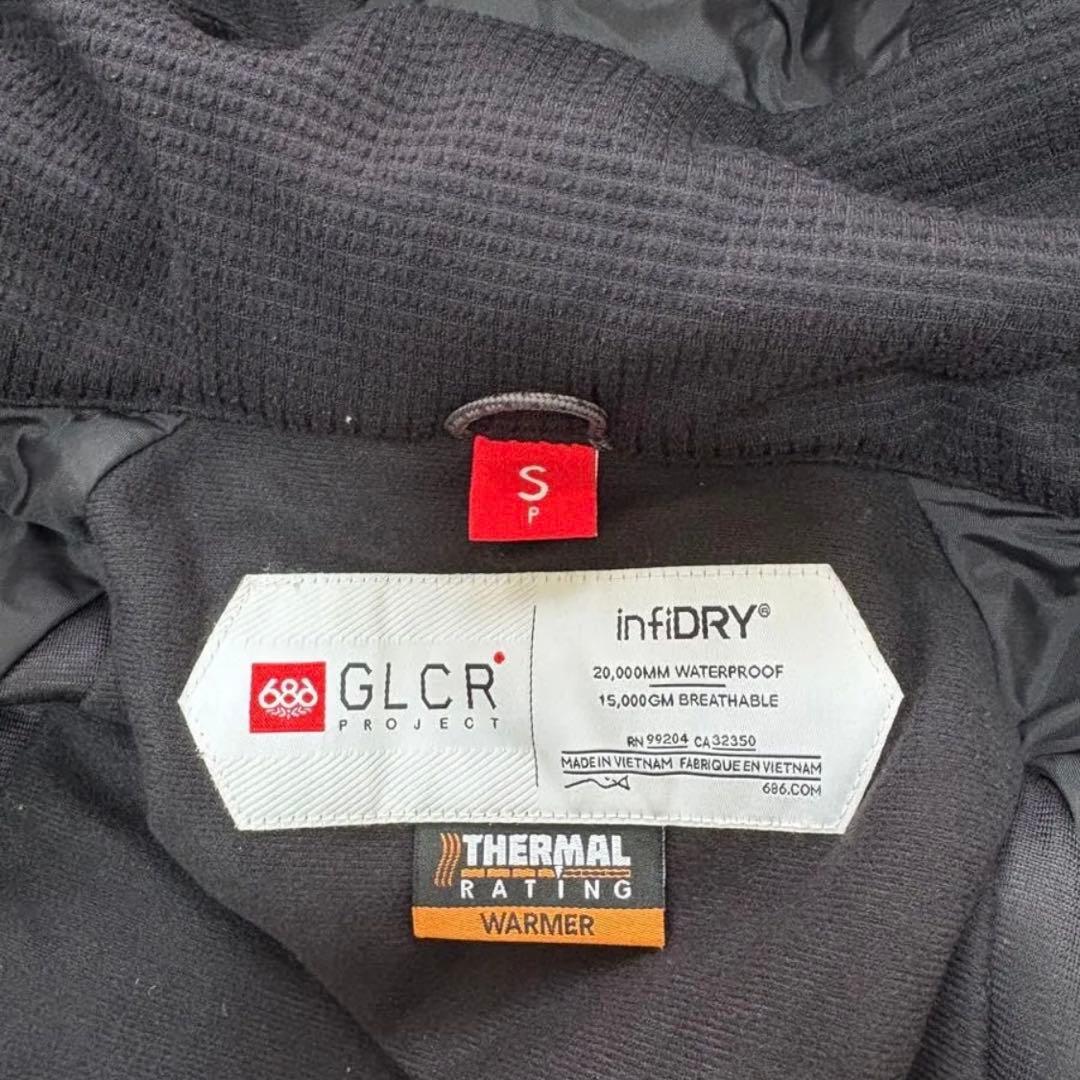 S
P
686
GLCR
PROJECT
infiDRY®
20,000MM WATERPROOF
15,000GM BREATHABLE
RN 99204 CA 32350
MADE IN VIETNAM FABRIQUE EN VIETNAM
686.COM
THERMAL
RATING
WARMER